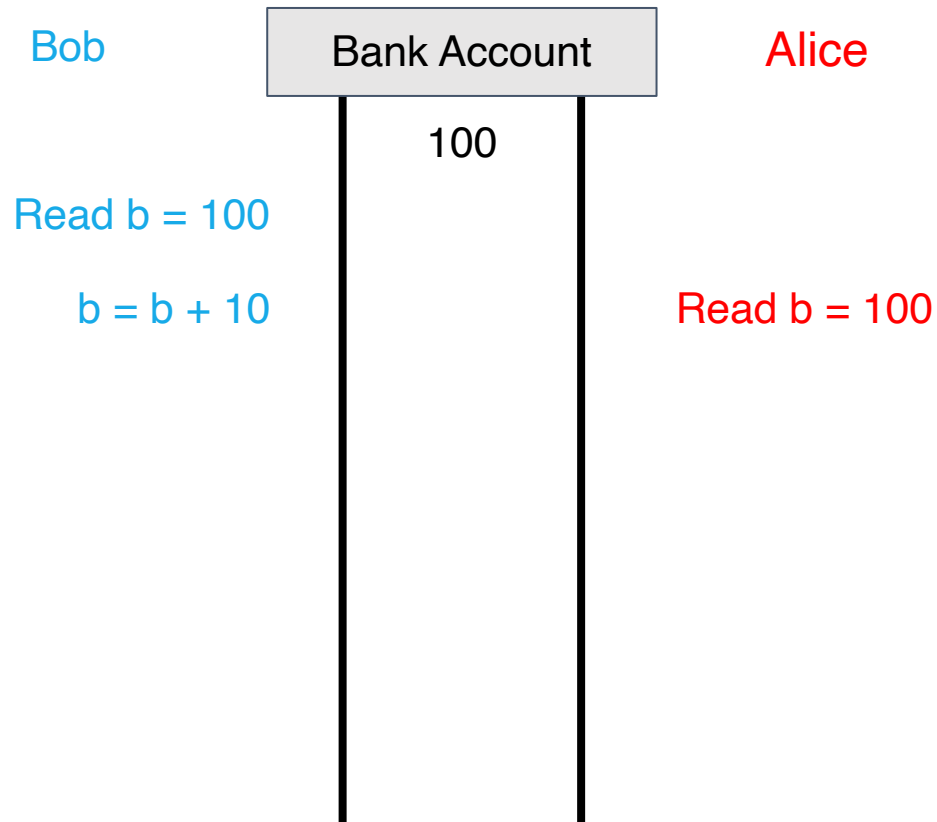 Bob
Bank Account
Alice
100
Read b = 100
b = b + 10
Read b = 100